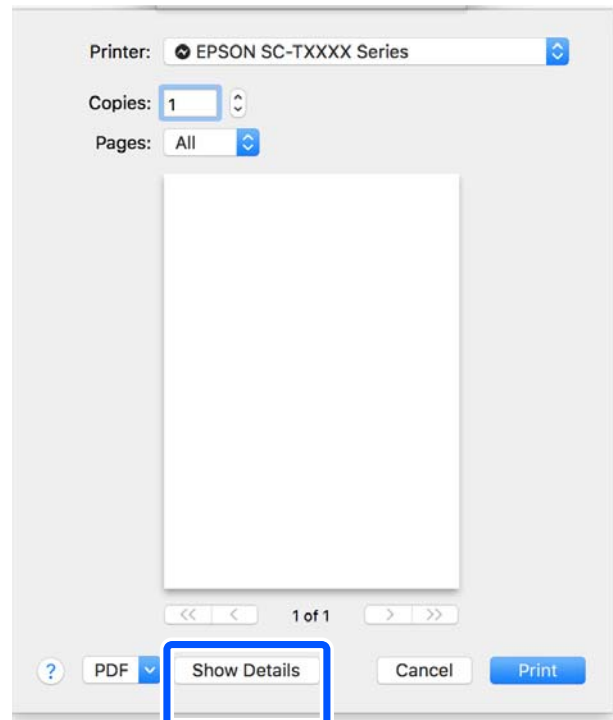 Printer: EPSON SC-TXXXX Series
Copies: 1
Pages: All
<< < 1 of 1 > >>
? PDF Show Details Cancel Print